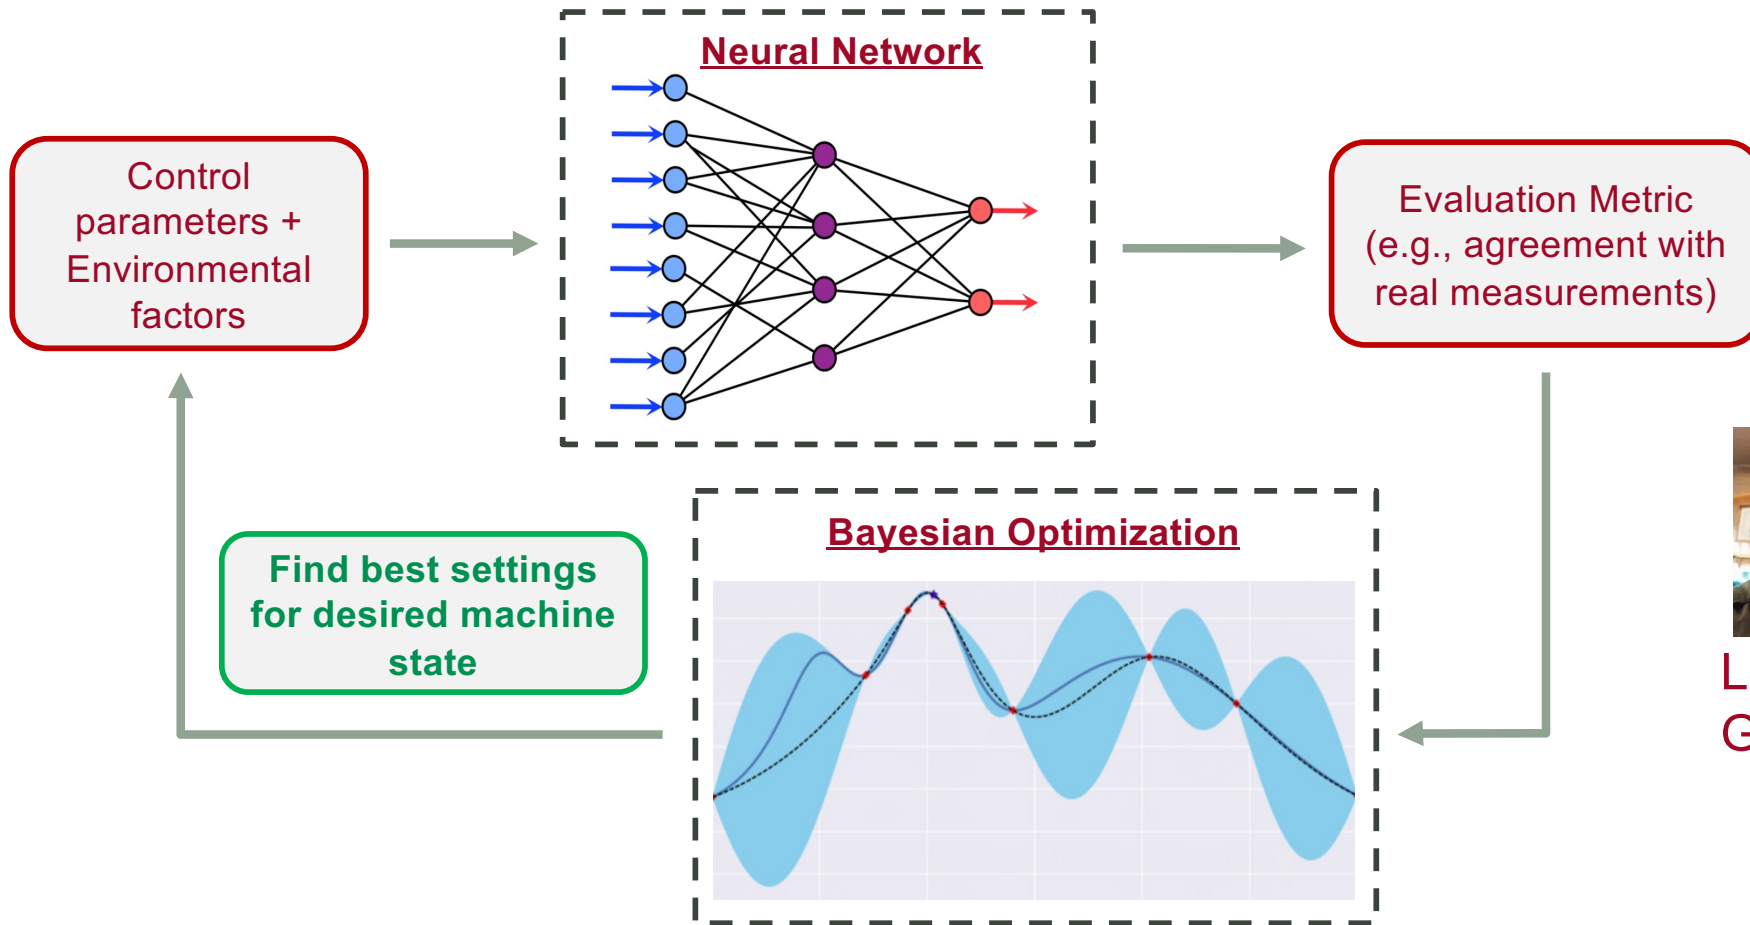 Neural Network
Control
parameters +
Environmental
factors
Evaluation Metric
(e.g., agreement with
real measurements)
Bayesian Optimization
Find best settings
for desired machine
state
L
G